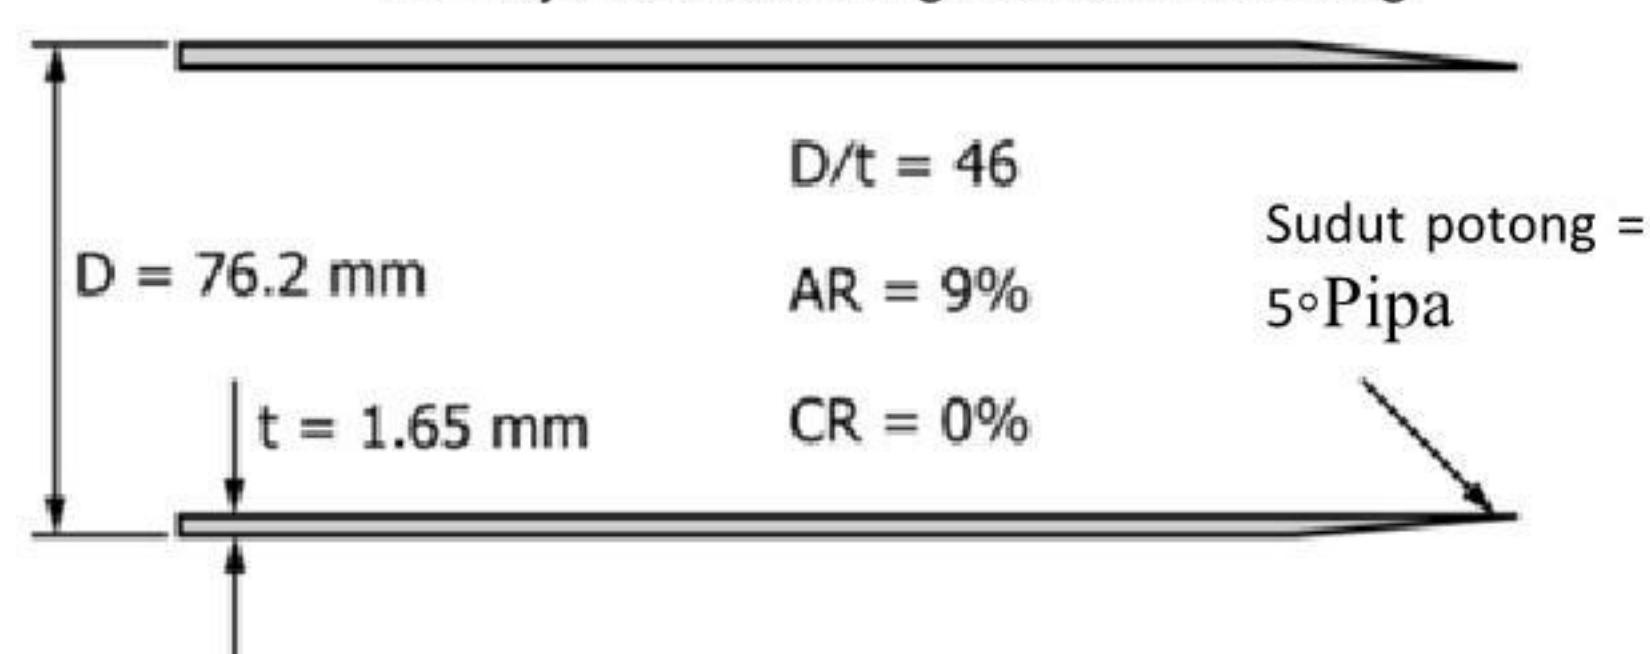 D/t = 46
Sudut potong =
5°Pipa
D = 76.2 mm
AR = 9%
t = 1.65 mm
CR = 0%